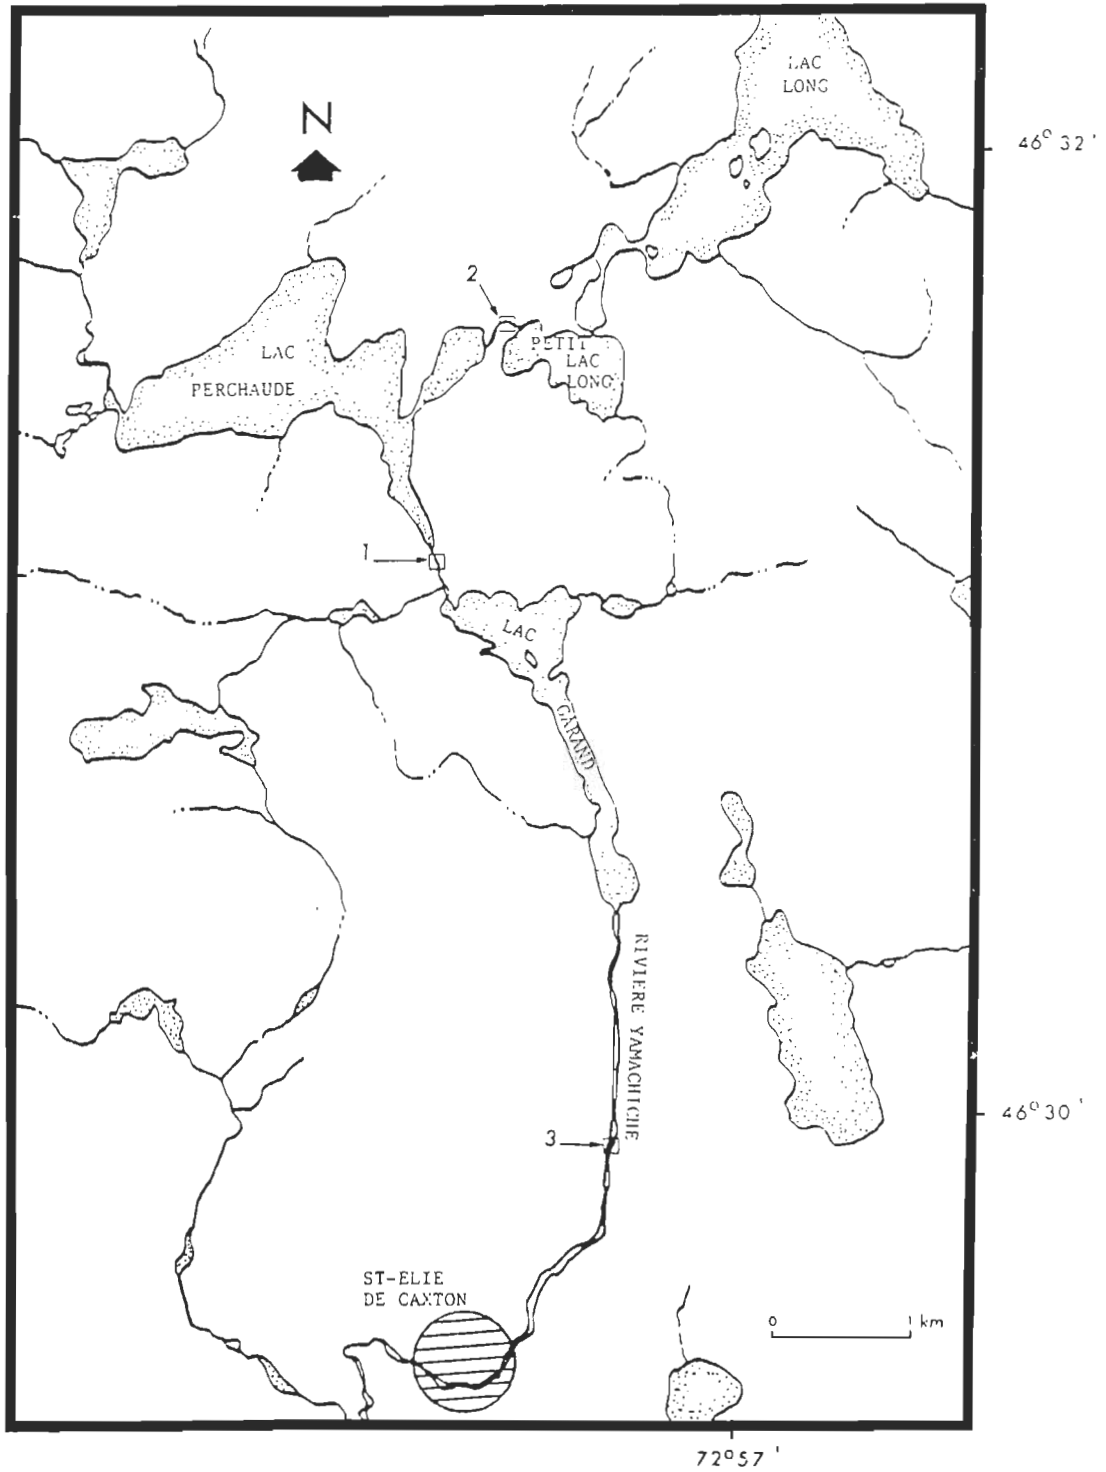 LAC
LONG
46° 32'
N
2
PETIT
LAC
LONG
LAC
PERCHAUDE
1
LAC
GARAND
RIVIERE YAMACHICHE
46° 30'
3
ST-ELIE
DE CAXTON
0 1 km
72° 57'